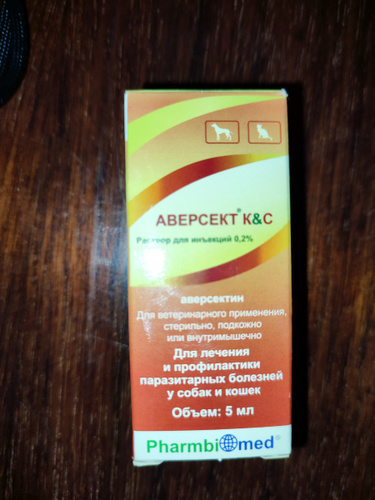 АВЕРСЕКТ® K&C
Раствор для инъекций 0,2%
аверсектин
Для ветеринарного применения,
стерильно, подкожно
или внутримышечно
Для лечения
и профилактики
паразитарных болезней
у собак и кошек
Объем: 5 мл
Pharmbiomed®